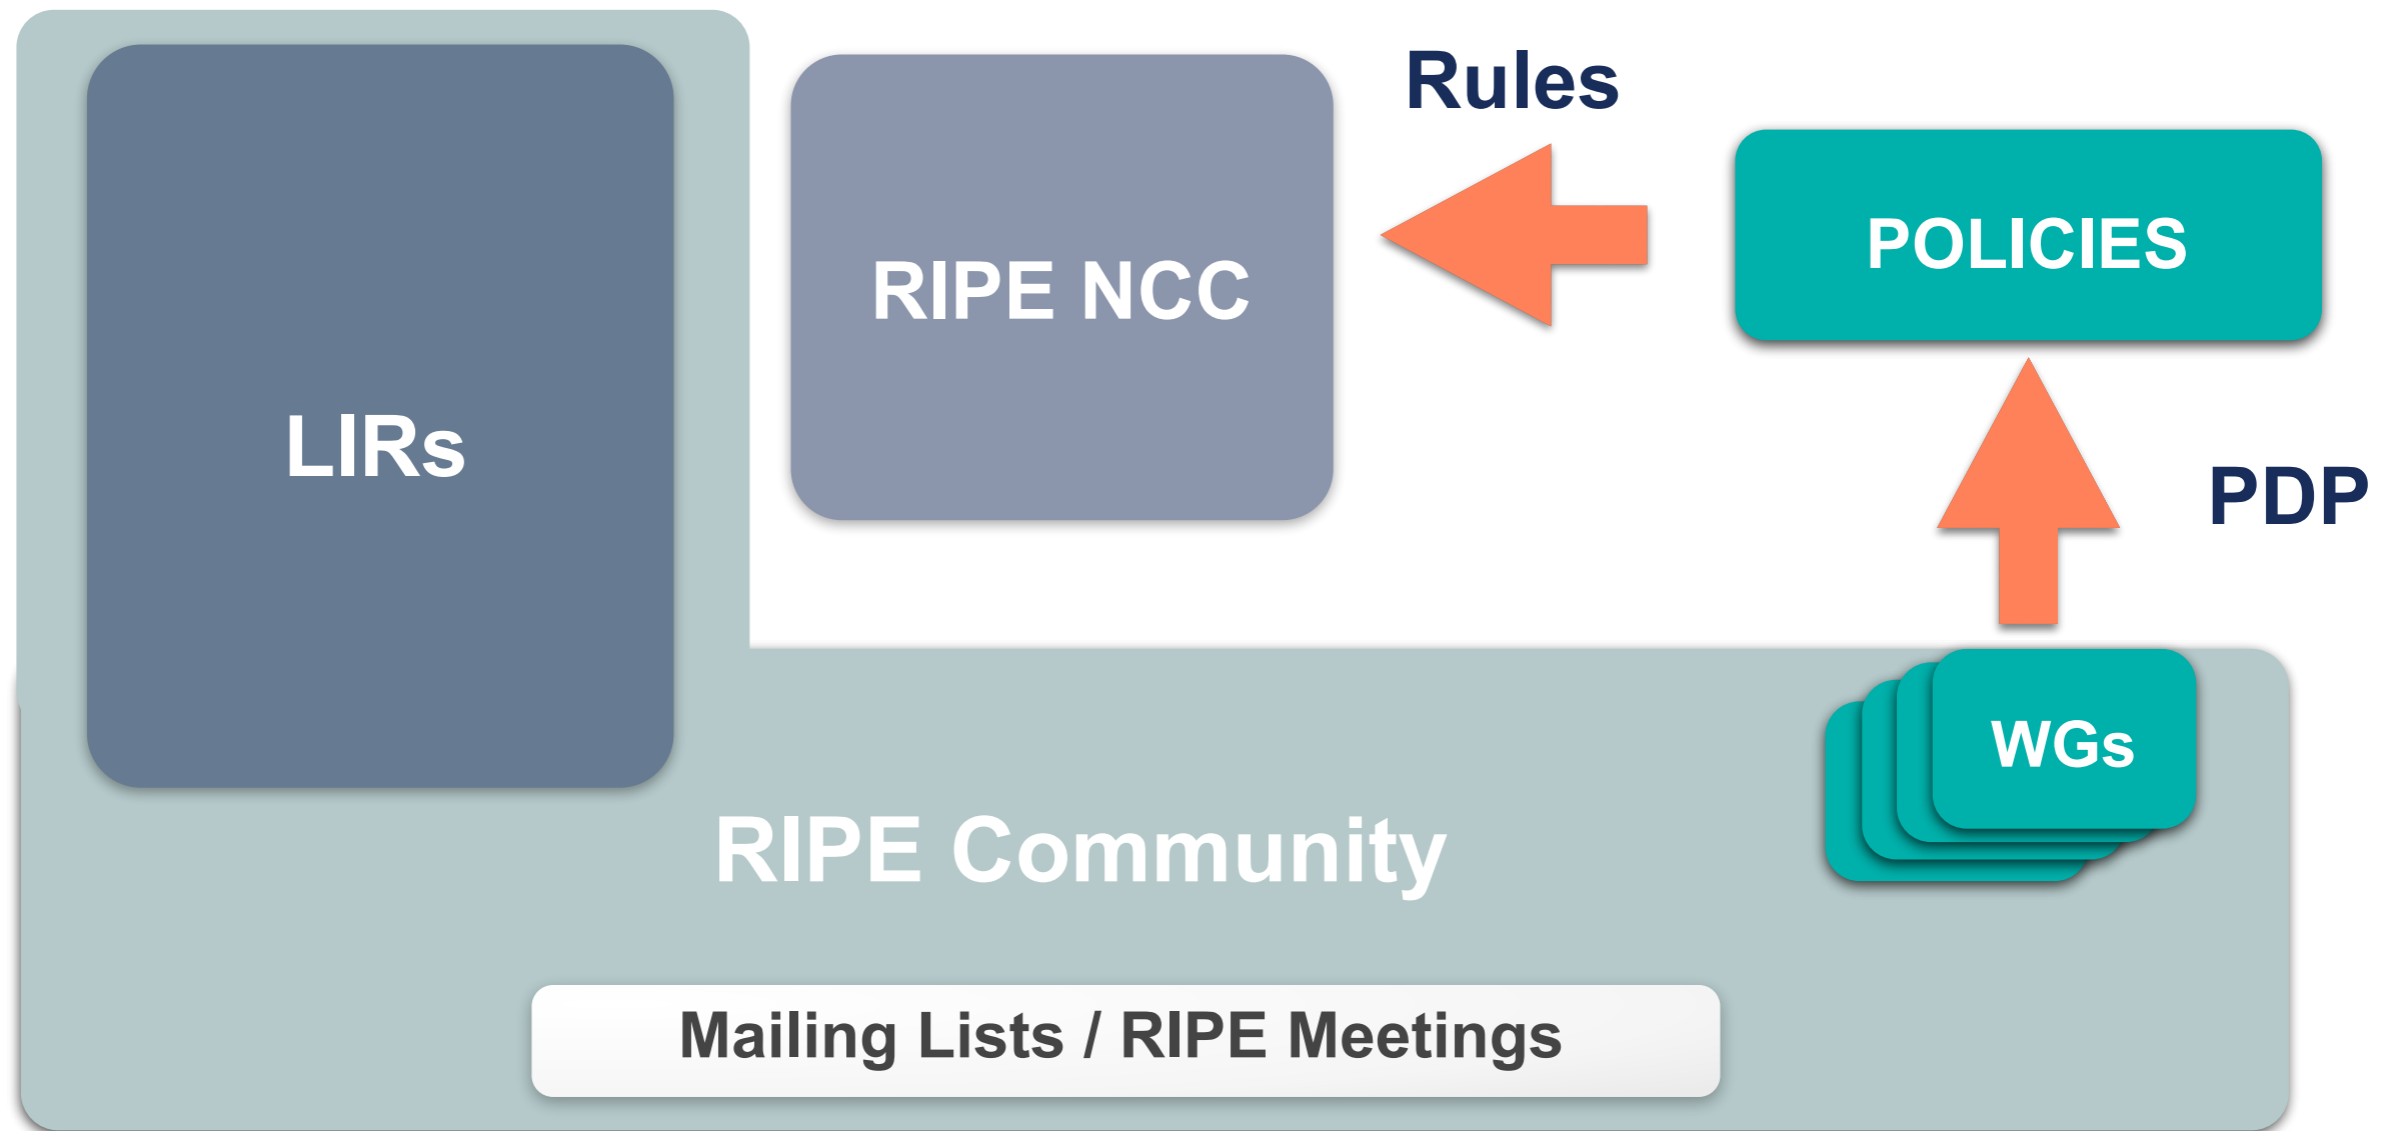 Rules
POLICIES
RIPE NCC
LIRs
PDP
WGs
RIPE Community
Mailing Lists / RIPE Meetings